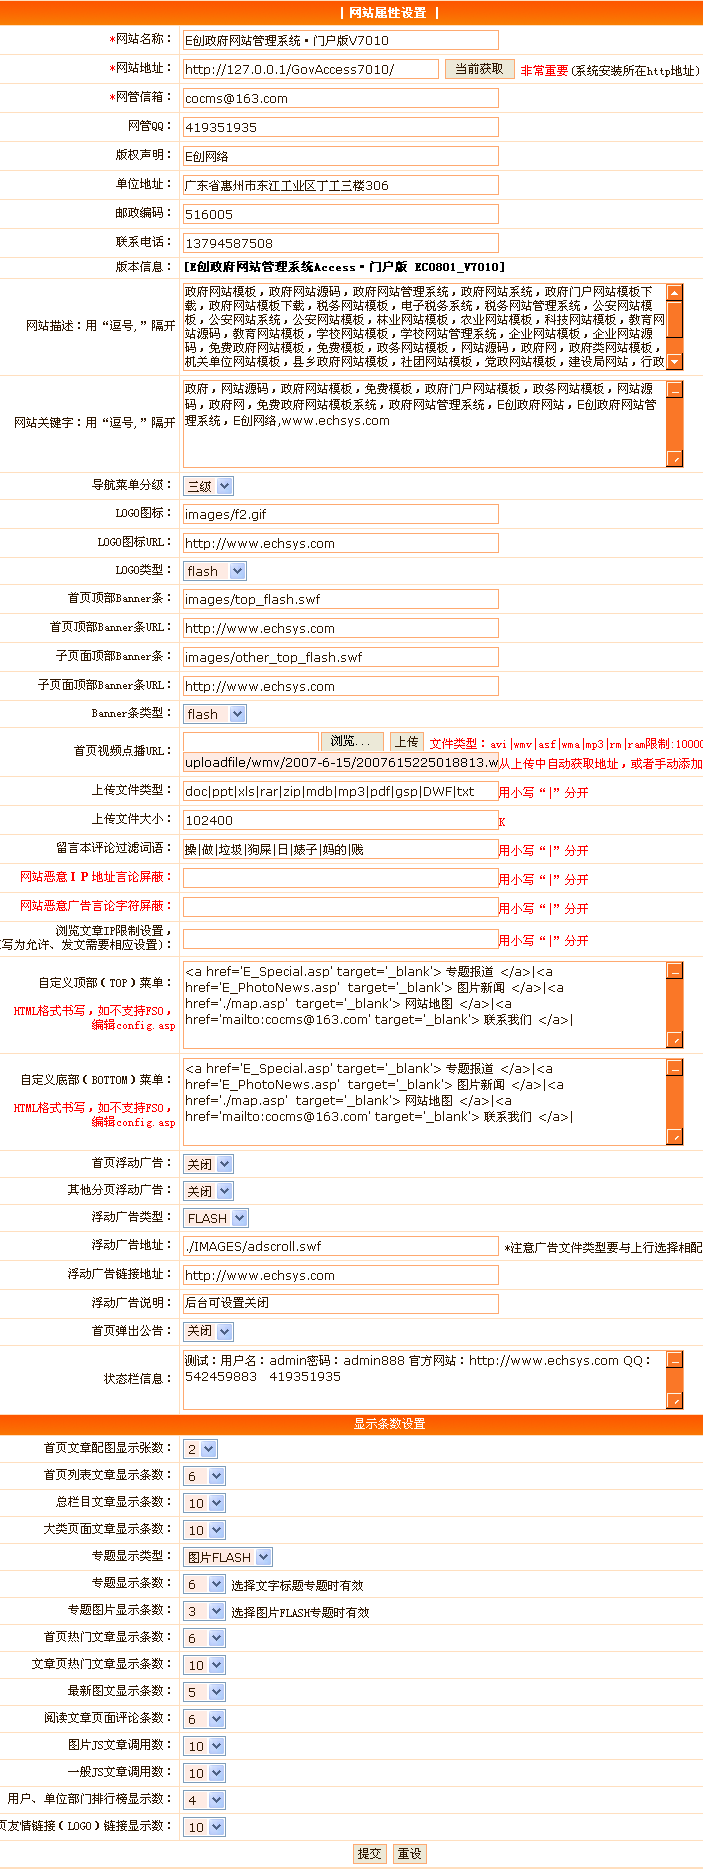 | 网站属性设置 |
*网站名称： E创政府网站管理系统·门户版V7010
*网站地址： http://127.0.0.1/GovAccess7010/ 当前获取 非常重要(系统安装所在http地址)
*网管信箱： cocms@163.com
网管QQ： 419351935
版权声明： E创网络
单位地址： 广东省惠州市东江工业区丁工三楼306
邮政编码： 516005
联系电话： 13794587508
版本信息： [E创政府网站管理系统Access·门户版 EC0801_V7010]
网站描述：用“逗号,”隔开
政府网站模板，政府网站源码，政府网站管理系统，政府网站系统，政府门户网站模板下
载，政府网站模板下载，税务网站模板，电子税务系统，税务网站管理系统，公安网站模
板，公安网站系统，公安网站模板，林业网站模板，农业网站模板，科技网站模板，教育网
站源码，教育网站模板，学校网站模板，学校网站管理系统，企业网站模板，企业网站源
码，免费政府网站模板，免费模板，政务网站模板，网站源码，政府网，政府类网站模板，
机关单位网站模板，县乡政府网站模板，社团网站模板，党政网站模板，建设局网站，行政
网站关键字：用“逗号,”隔开
政府，网站源码，政府网站模板，免费模板，政府门户网站模板，政务网站模板，网站源
码，政府网，免费政府网站模板系统，政府网站管理系统，E创政府网站，E创政府网站管
理系统，E创网络,www.echsys.com
导航菜单分级： 三级
LOGO图标： images/f2.gif
LOGO图标URL： http://www.echsys.com
LOGO类型： flash
首页顶部Banner条： images/top_flash.swf
首页顶部Banner条URL： http://www.echsys.com
子页面顶部Banner条： images/other_top_flash.swf
子页面顶部Banner条URL： http://www.echsys.com
Banner条类型： flash
首页视频点播URL： 浏览... 上传 文件类型：avi|wmv|asf|wma|mp3|rm|ram限制:10000
uploadfile/wmv/2007-6-15/2007615225018813.w从上传中自动获取地址，或者手动添加
上传文件类型： doc|ppt|xls|rar|zip|mdb|mp3|pdf|gsp|DWF|txt 用小写“|”分开
上传文件大小： 102400 K
留言本评论过滤词语： 操|做|垃圾|狗屎|日|婊子|妈的|贱 用小写“|”分开
网站恶意ＩＰ地址言论屏蔽： 用小写“|”分开
网站恶意广告言论字符屏蔽： 用小写“|”分开
浏览文章IP限制设置，
写为允许、发文需要相应设置)： 用小写“|”分开
自定义顶部（TOP）菜单：
HTML格式书写，如不支持FSO，
编辑config.asp
<a href='E_Special.asp' target='_blank'> 专题报道 </a>|<a
href='E_PhotoNews.asp' target='_blank'> 图片新闻 </a>|<a
href='./map.asp' target='_blank'> 网站地图 </a>|<a
href='mailto:cocms@163.com' target='_blank'> 联系我们 </a>|
自定义底部（BOTTOM）菜单：
HTML格式书写，如不支持FSO，
编辑config.asp
<a href='E_Special.asp' target='_blank'> 专题报道 </a>|<a
href='E_PhotoNews.asp' target='_blank'> 图片新闻 </a>|<a
href='./map.asp' target='_blank'> 网站地图 </a>|<a
href='mailto:cocms@163.com' target='_blank'> 联系我们 </a>|
首页浮动广告： 关闭
其他分页浮动广告： 关闭
浮动广告类型： FLASH
浮动广告地址： ./IMAGES/adscroll.swf *注意广告文件类型要与上行选择相配
浮动广告链接地址： http://www.echsys.com
浮动广告说明： 后台可设置关闭
首页弹出公告： 关闭
状态栏信息：
测试：用户名：admin密码：admin888 官方网站：http://www.echsys.com QQ：
542459883 419351935
显示条数设置
首页文章配图显示张数： 2
首页列表文章显示条数： 6
总栏目文章显示条数： 10
大类页面文章显示条数： 10
专题显示类型： 图片FLASH
专题显示条数： 6 选择文字标题专题时有效
专题图片显示条数： 3 选择图片FLASH专题时有效
首页热门文章显示条数： 6
文章页热门文章显示条数： 10
最新图文显示条数： 5
阅读文章页面评论条数： 6
图片JS文章调用数： 10
一般JS文章调用数： 10
用户、单位部门排行榜显示数： 4
页友情链接（LOGO）链接显示数： 10
提交 重设